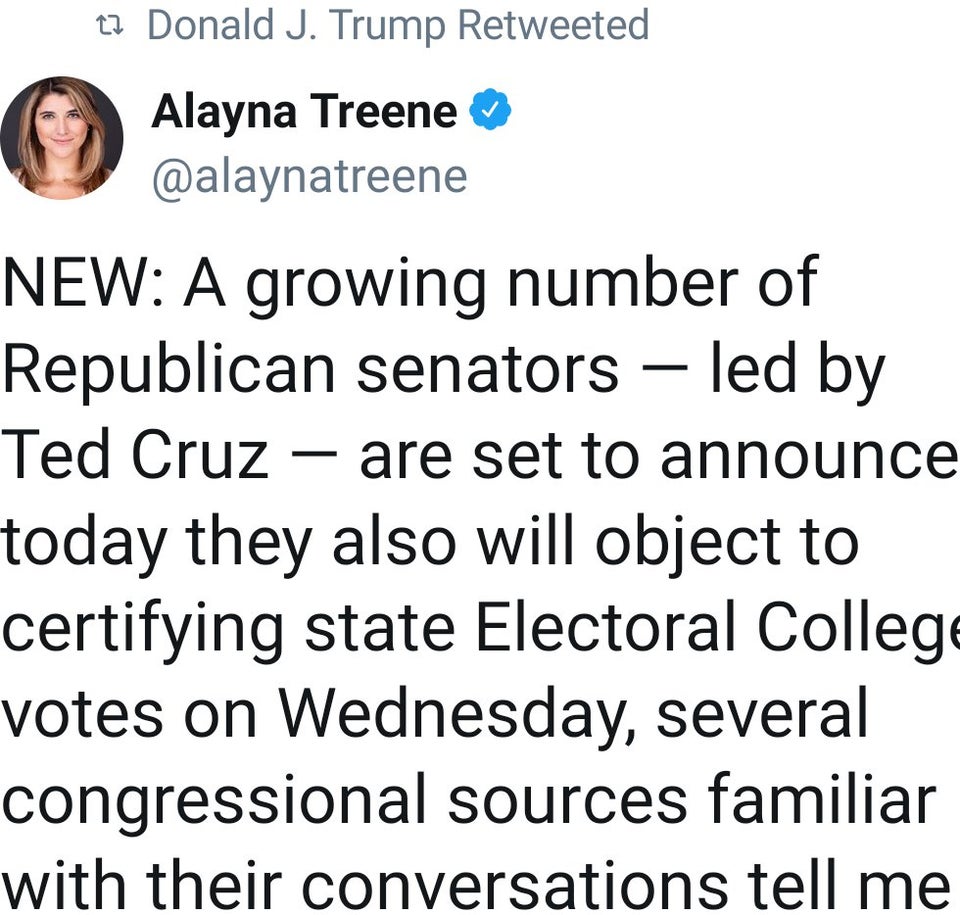 Donald J. Trump Retweeted
Alayna Treene
@alaynatreene
NEW: A growing number of
Republican senators — led by
Ted Cruz — are set to announce
today they also will object to
certifying state Electoral College
votes on Wednesday, several
congressional sources familiar
with their conversations tell me